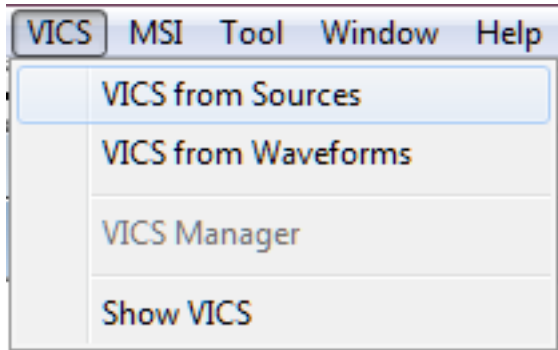 VICS MSI Tool Window Help
VICS from Sources
VICS from Waveforms
VICS Manager
Show VICS